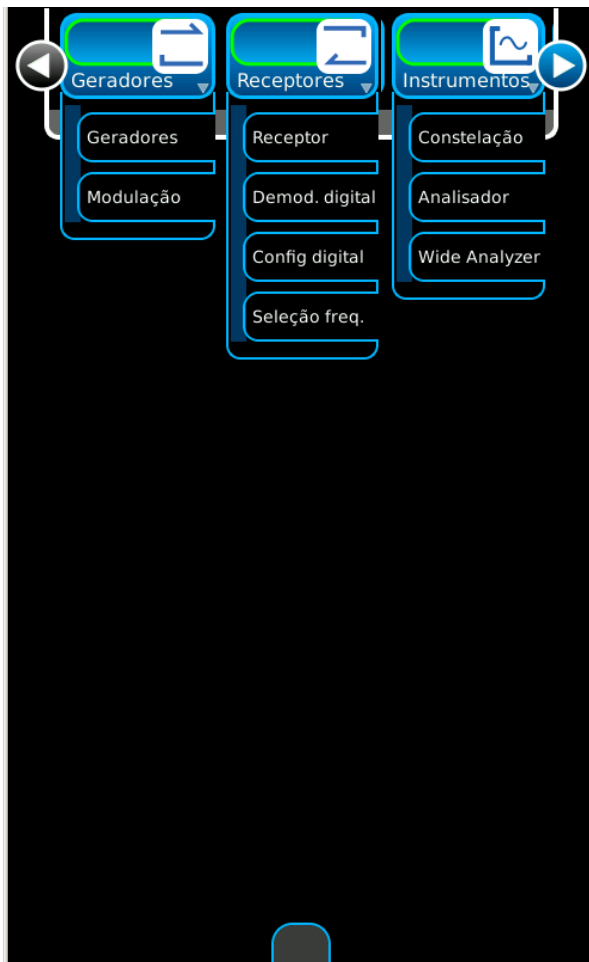 Geradores
Geradores
Modulação
Receptores
Receptor
Demod. digital
Config digital
Seleção freq.
Instrumentos
Constelação
Analisador
Wide Analyzer